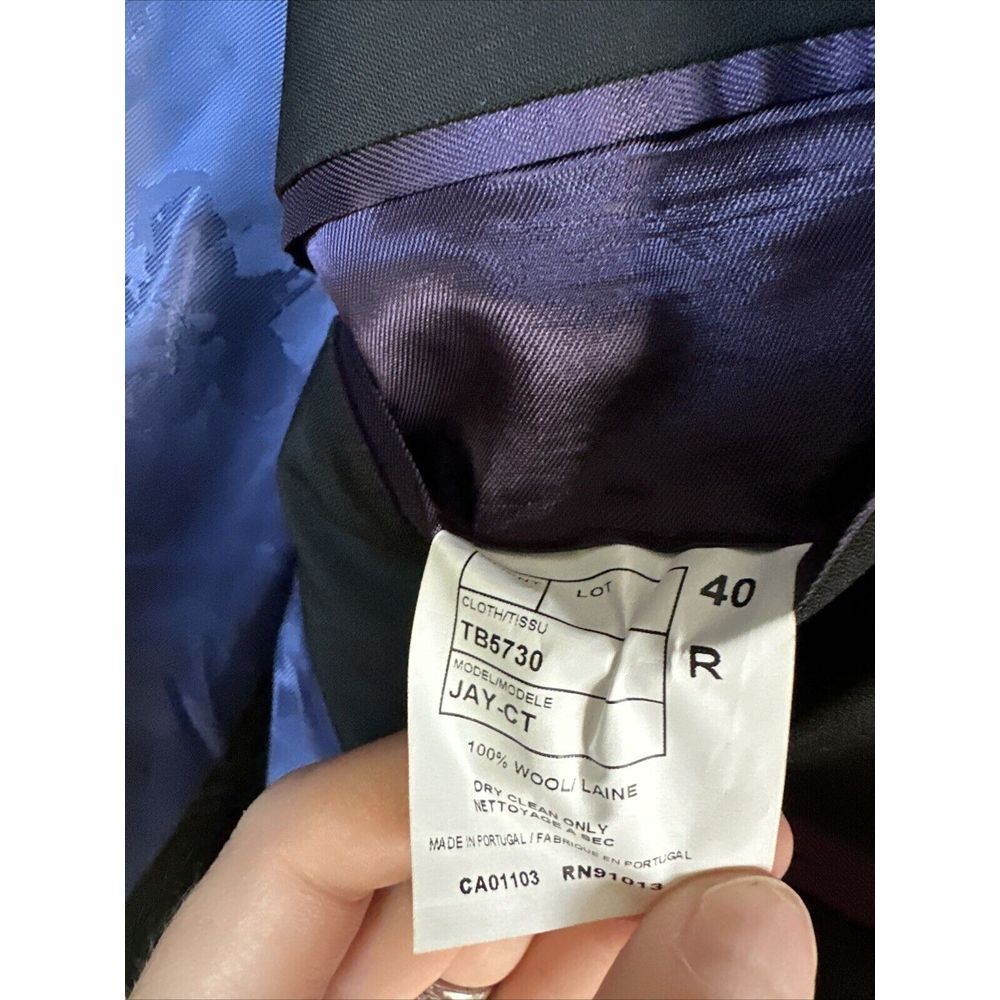 LOT
40
CLOTH/TISSU
TB5730
R
MODEL/MODELE
JAY-CT
100% WOOL/ LAINE
DRY CLEAN ONLY
NETTOYAGE A SEC
MADE IN PORTUGAL / FABRIQUE EN PORTUGAL
CA01103 RN91013